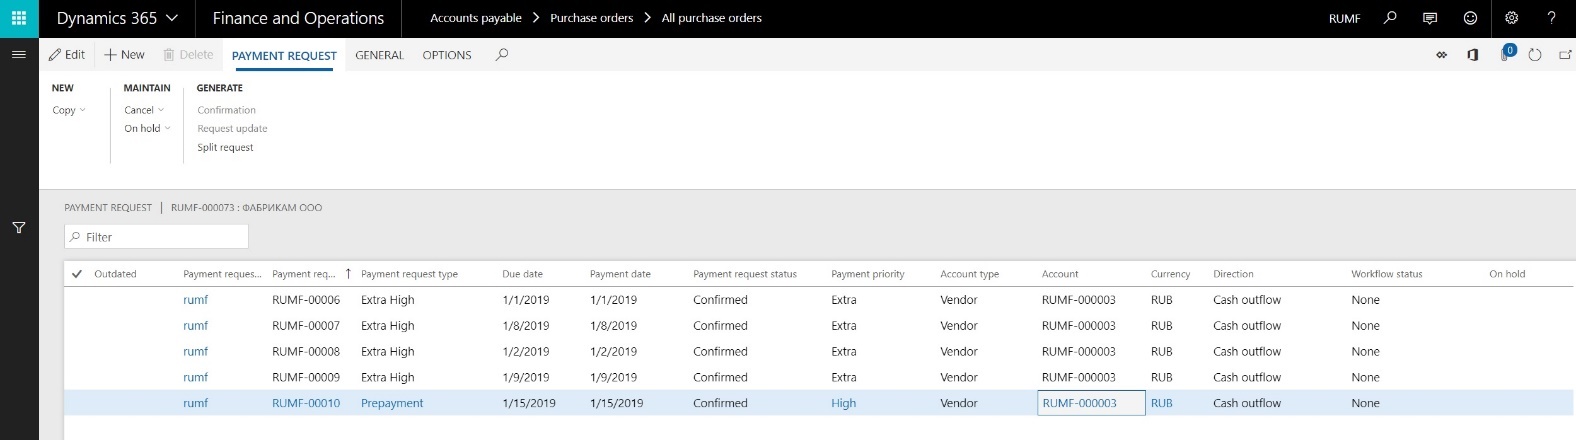 Dynamics 365 Finance and Operations Accounts payable Purchase orders All purchase orders RUMF ?
Edit New Delete PAYMENT REQUEST GENERAL OPTIONS 0
NEW MAINTAIN GENERATE
Copy Cancel Confirmation
On hold Request update
Split request
PAYMENT REQUEST | RUMF-000073 : ФАБРИКАМ ООО
Filter
Outdated Payment reques... Payment req... ↑ Payment request type Due date Payment date Payment request status Payment priority Account type Account Currency Direction Workflow status On hold
rumf RUMF-00006 Extra High 1/1/2019 1/1/2019 Confirmed Extra Vendor RUMF-000003 RUB Cash outflow None
rumf RUMF-00007 Extra High 1/8/2019 1/8/2019 Confirmed Extra Vendor RUMF-000003 RUB Cash outflow None
rumf RUMF-00008 Extra High 1/2/2019 1/2/2019 Confirmed Extra Vendor RUMF-000003 RUB Cash outflow None
rumf RUMF-00009 Extra High 1/9/2019 1/9/2019 Confirmed Extra Vendor RUMF-000003 RUB Cash outflow None
rumf RUMF-00010 Prepayment 1/15/2019 1/15/2019 Confirmed High Vendor RUMF-000003 RUB Cash outflow None